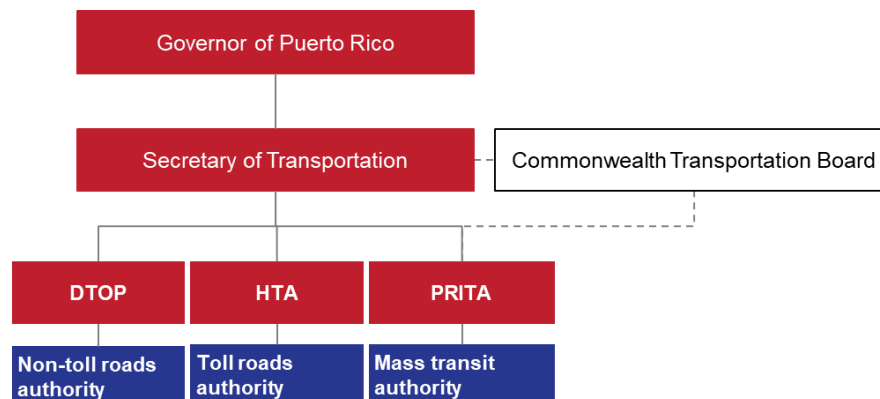 Governor of Puerto Rico
Secretary of Transportation
Commonwealth Transportation Board
DTOP
HTA
PRITA
Non-toll roads
authority
Toll roads
authority
Mass transit
authority